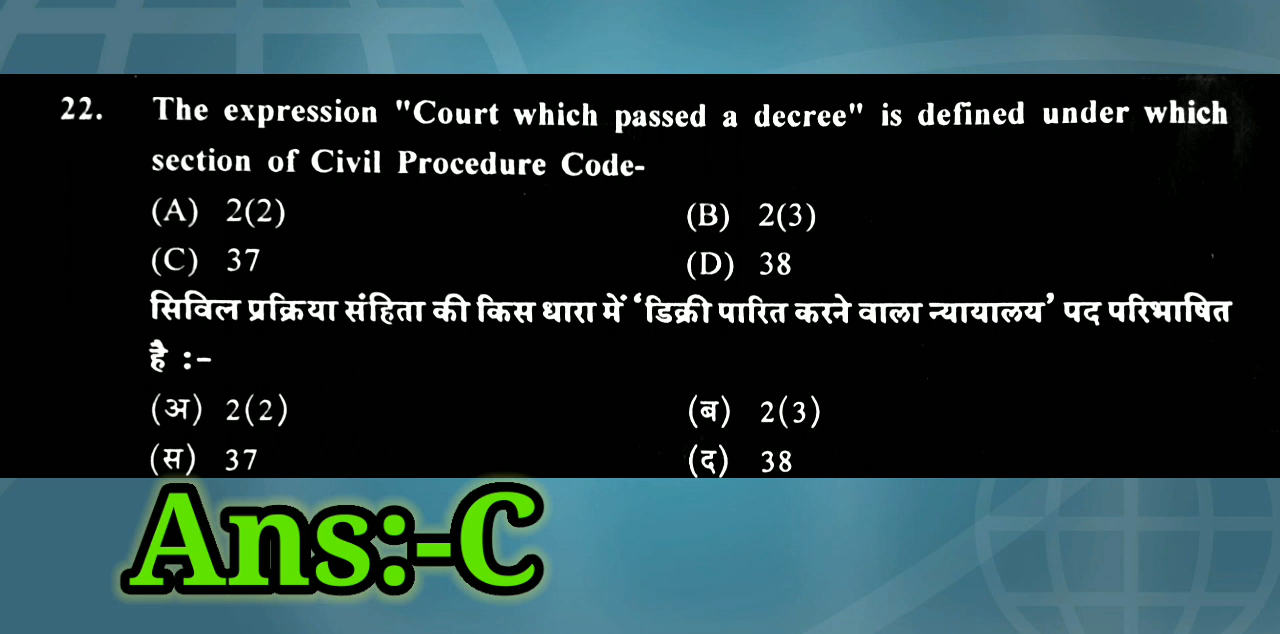 22. The expression "Court which passed a decree" is defined under which
section of Civil Procedure Code-
(A) 2(2) (B) 2(3)
(C) 37 (D) 38
सिविल प्रक्रिया संहिता की किस धारा में ‘डिक्री पारित करने वाला न्यायालय’ पद परिभाषित
है :–
(अ) 2(2) (ब) 2(3)
(स) 37 (द) 38
Ans:-C